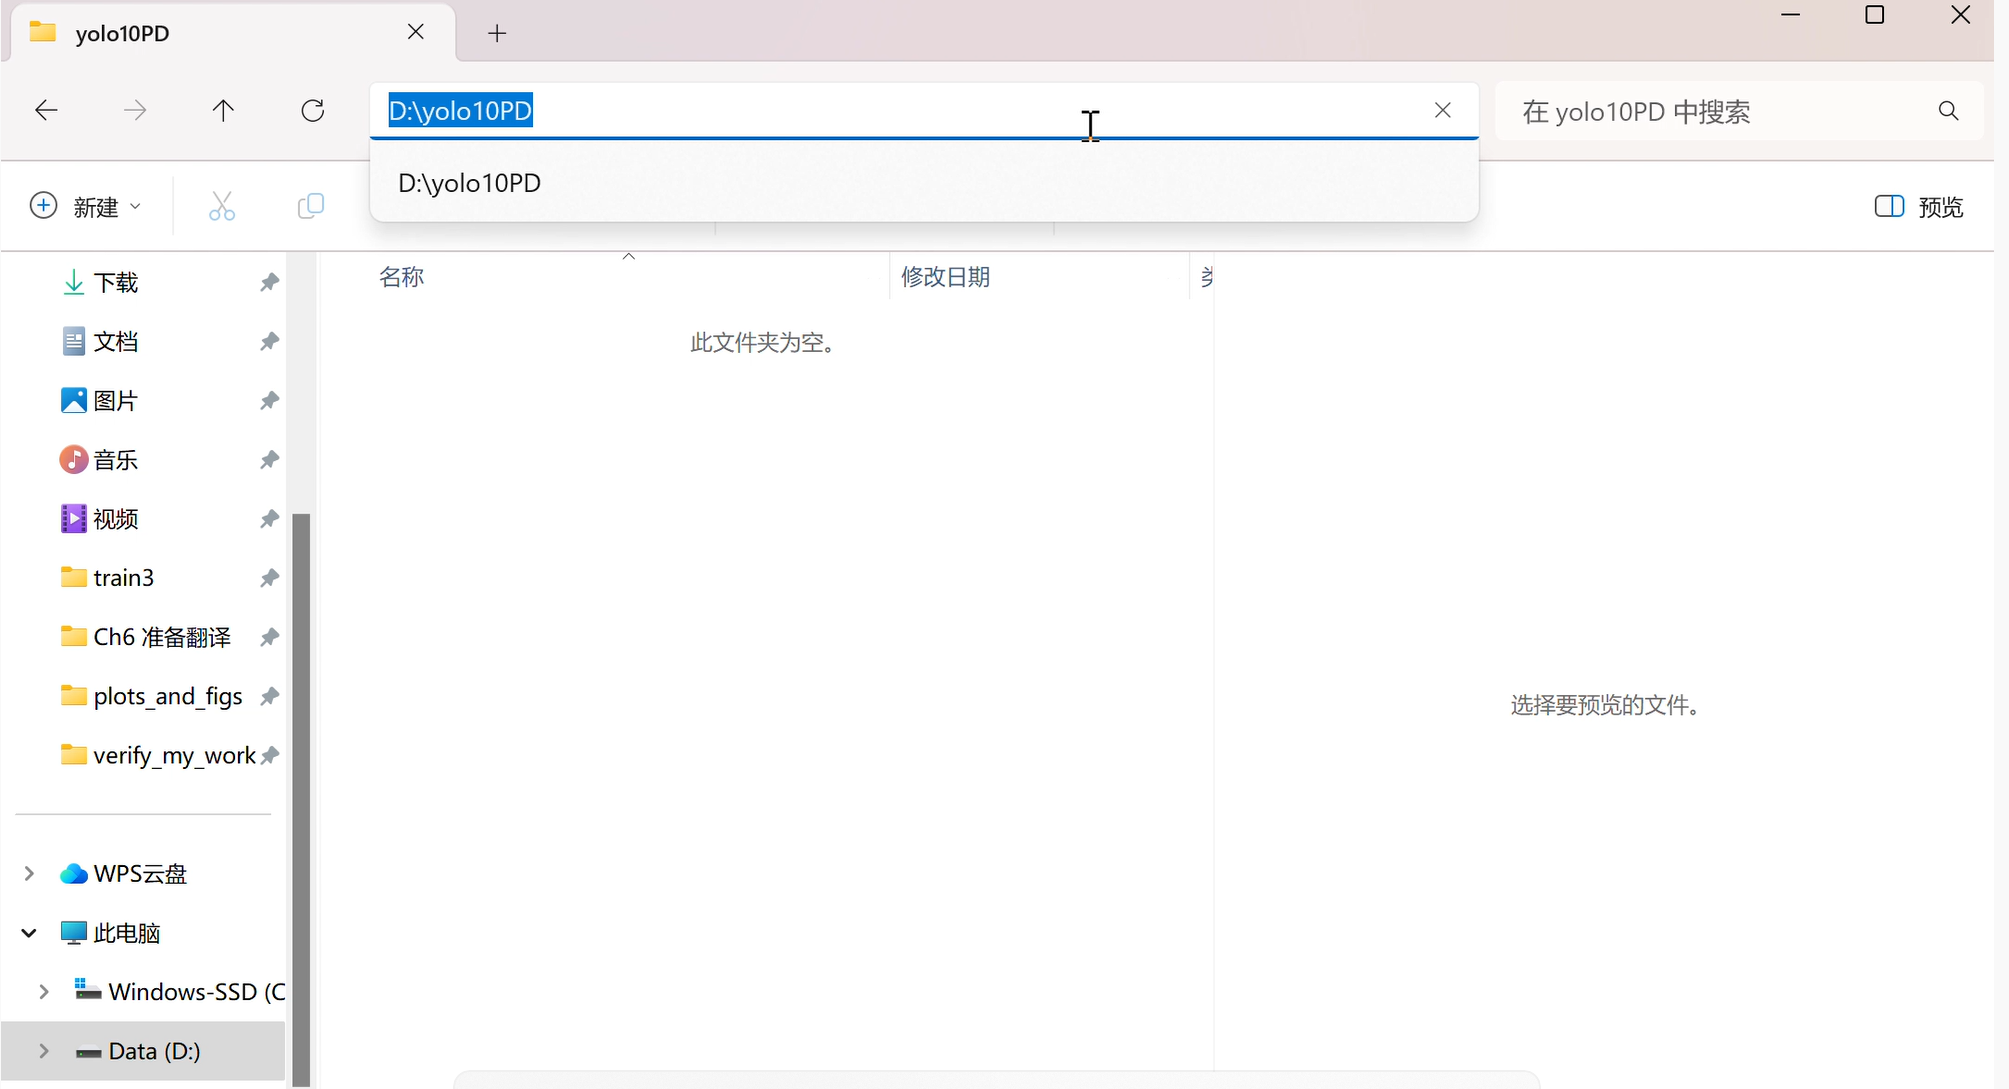 yolo10PD
D:\yolo10PD
在 yolo10PD 中搜索
D:\yolo10PD
新建
预览
名称
修改日期
此文件夹为空。
选择要预览的文件。
下载
文档
图片
音乐
视频
train3
Ch6 准备翻译
plots_and_figs
verify_my_work
WPS云盘
此电脑
Windows-SSD (C
Data (D:)